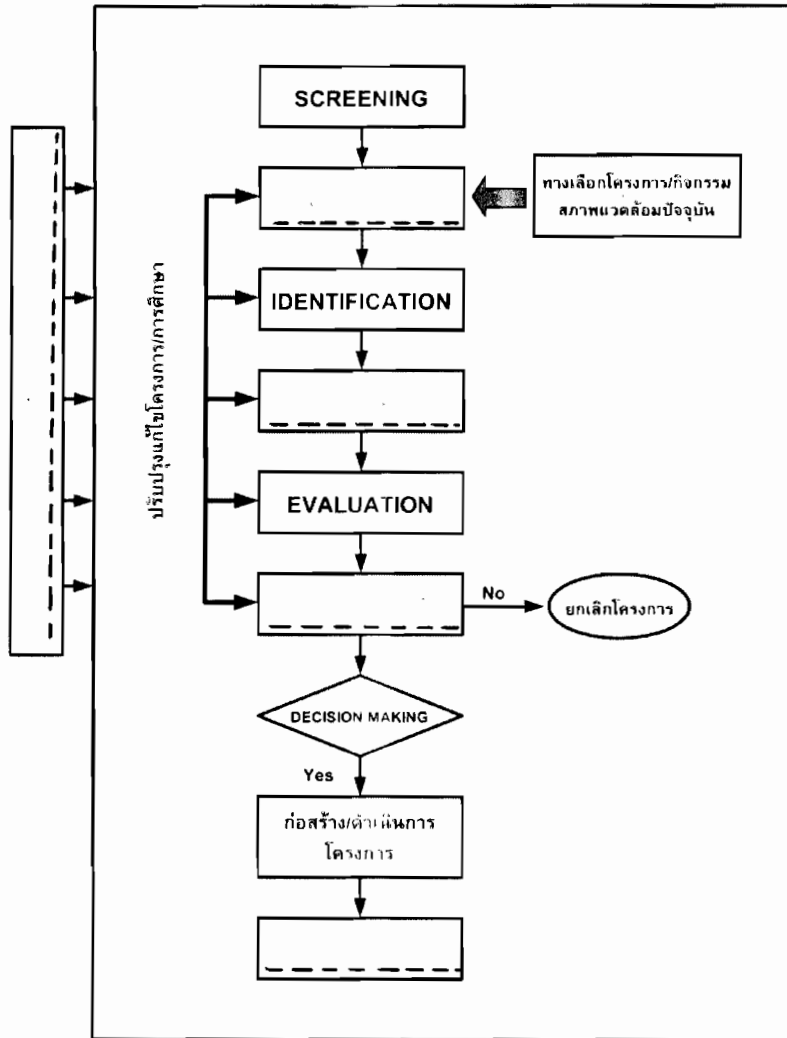 SCREENING
ทางเลือกโครงการ/กิจกรรม
สภาพแวดล้อมปัจจุบัน
IDENTIFICATION
ปรับปรุงแก้ไขโครงการ/การศึกษา
EVALUATION
No
ยกเลิกโครงการ
DECISION MAKING
Yes
ก่อสร้าง/ดำเนินการ
โครงการ